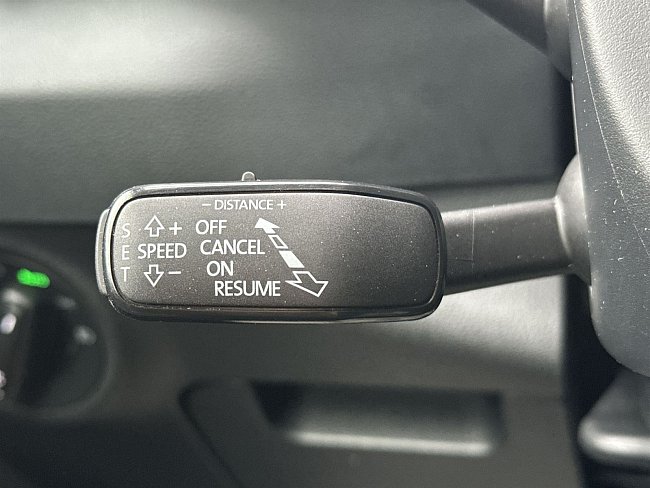 − DISTANCE +
S + OFF
E SPEED CANCEL
T − ON
RESUME